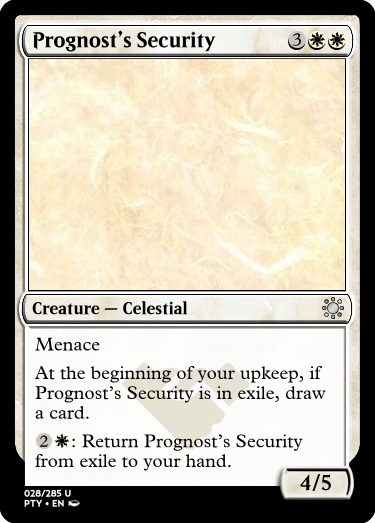 Prognost's Security 3
Creature — Celestial
Menace
At the beginning of your upkeep, if
Prognost's Security is in exile, draw
a card.
2 : Return Prognost's Security
from exile to your hand.
4/5
028/285 U
PTY • EN